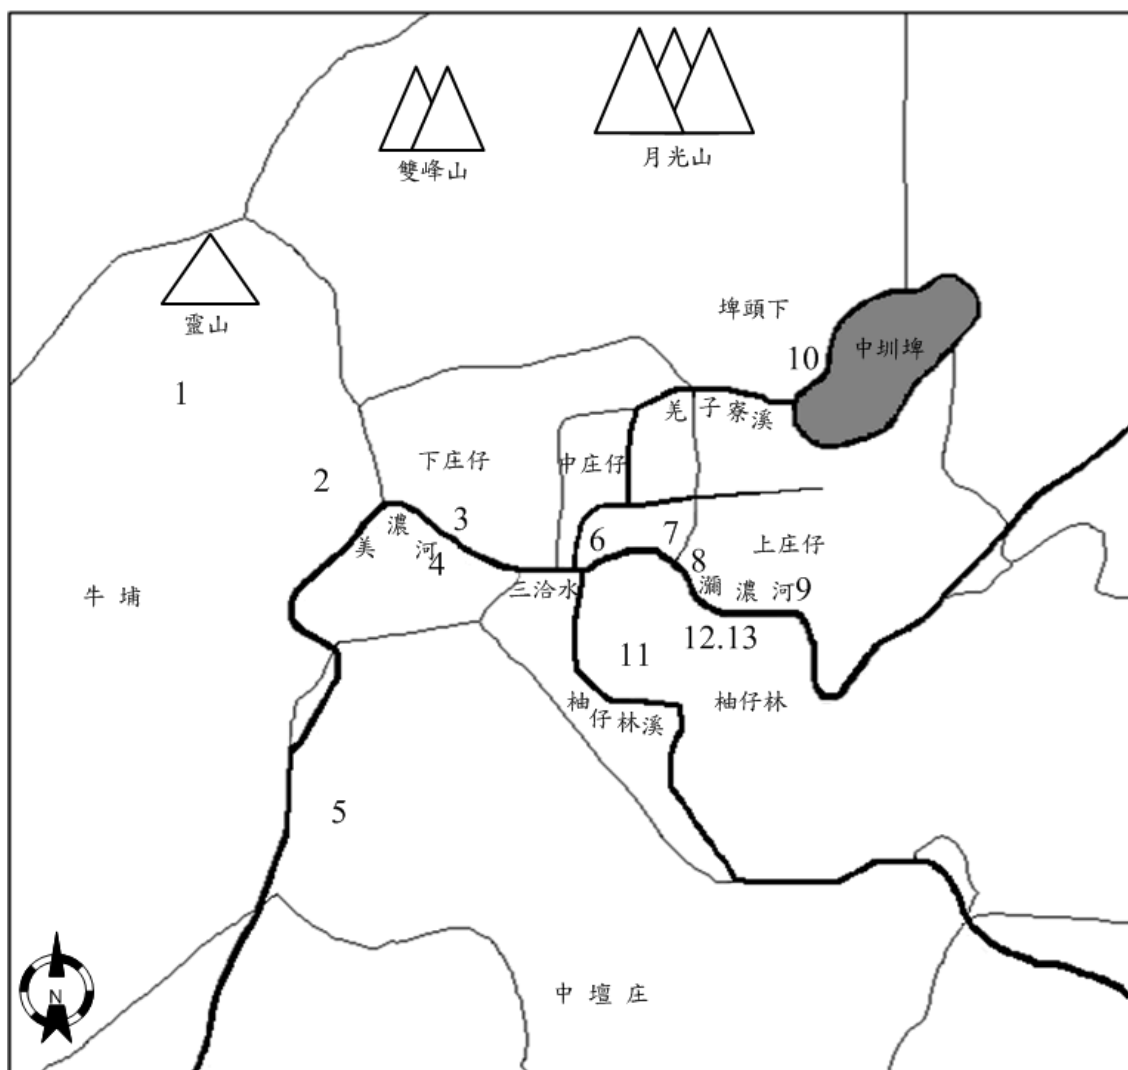 雙峰山
月光山
靈山
埤頭下
中圳埤
10
1
羌子寮溪
下庄仔
中庄仔
2
3
美濃河
4
6
7
8
上庄仔
牛埔
三洽水
瀰濃河
9
12.13
11
柚仔林
柚仔林溪
5
中壇庄
N